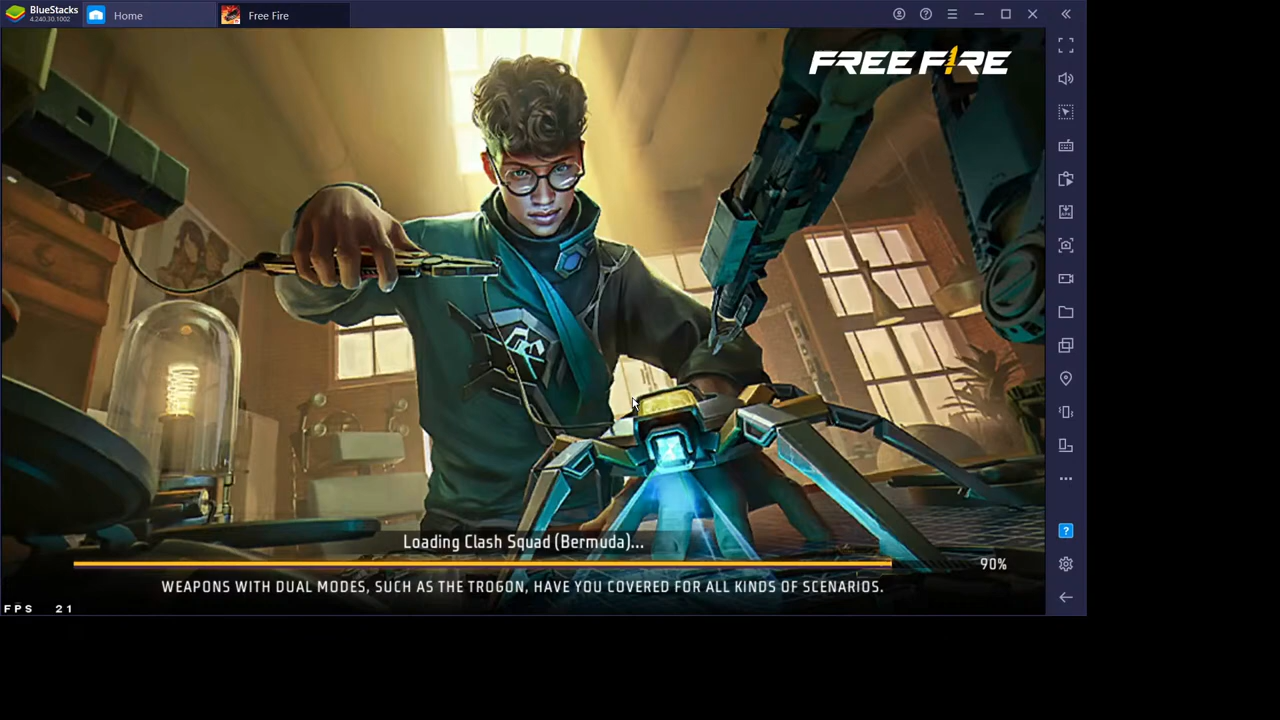 BlueStacks
4.240.30.1002
Home
Free Fire
FREE FIRE
Loading Clash Squad (Bermuda)...
90%
WEAPONS WITH DUAL MODES, SUCH AS THE TROGON, HAVE YOU COVERED FOR ALL KINDS OF SCENARIOS.
FPS 21